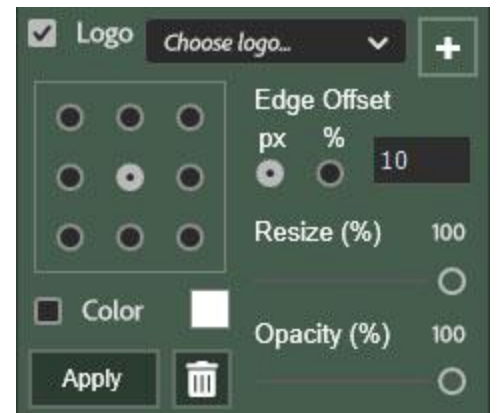 Logo
Choose logo...
Edge Offset
px %
10
Resize (%) 100
Color
Opacity (%) 100
Apply